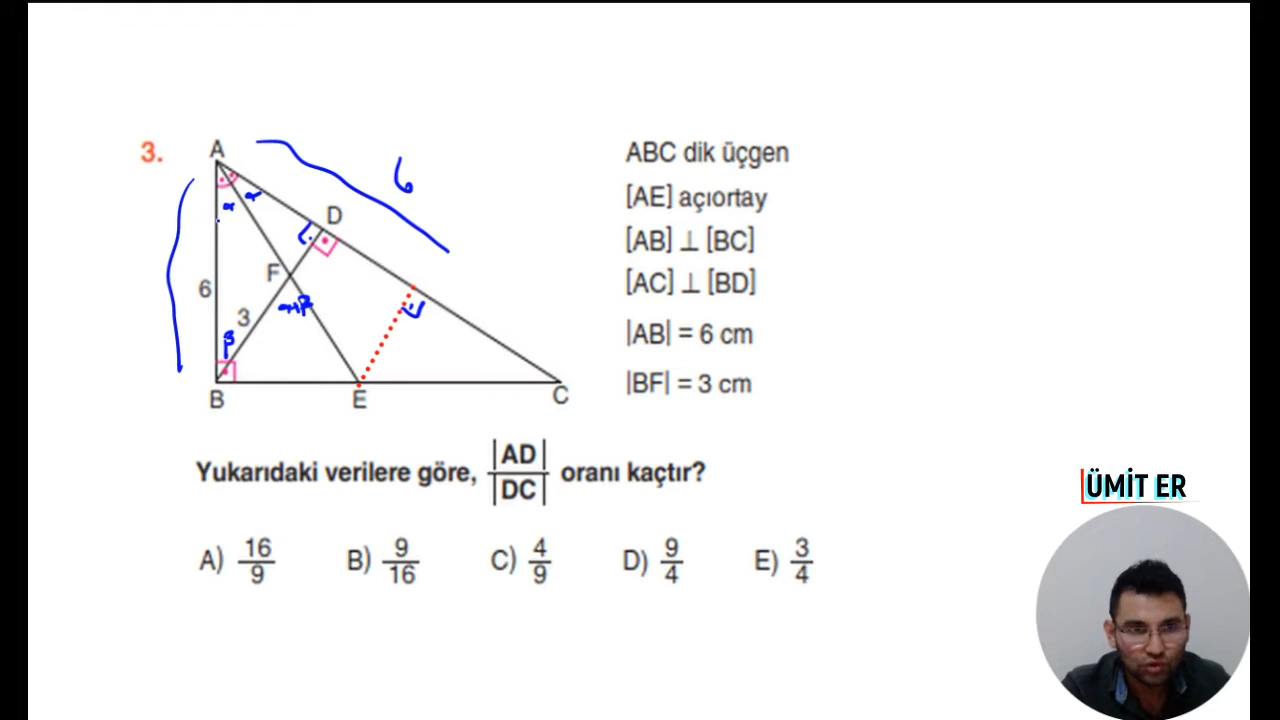 3.
A
6
ABC dik üçgen
[AE] açıortay
[AB] ⊥ [BC]
[AC] ⊥ [BD]
|AB| = 6 cm
|BF| = 3 cm
α α
D
F
6
3
α+β
β
B E C
Yukarıdaki verilere göre, |AD| / |DC| oranı kaçtır?
A) 16/9 B) 9/16 C) 4/9 D) 9/4 E) 3/4
ÜMİT ER